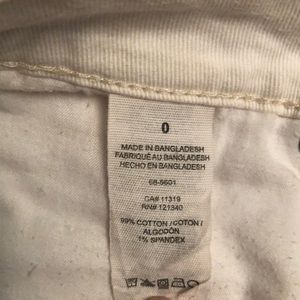 0
MADE IN BANGLADESH
FABRIQUÉ AU BANGLADESH
HECHO EN BANGLADESH
68-5601
CA# 11319
RN# 121340
99% COTTON / COTON /
ALGODÓN
1% SPANDEX